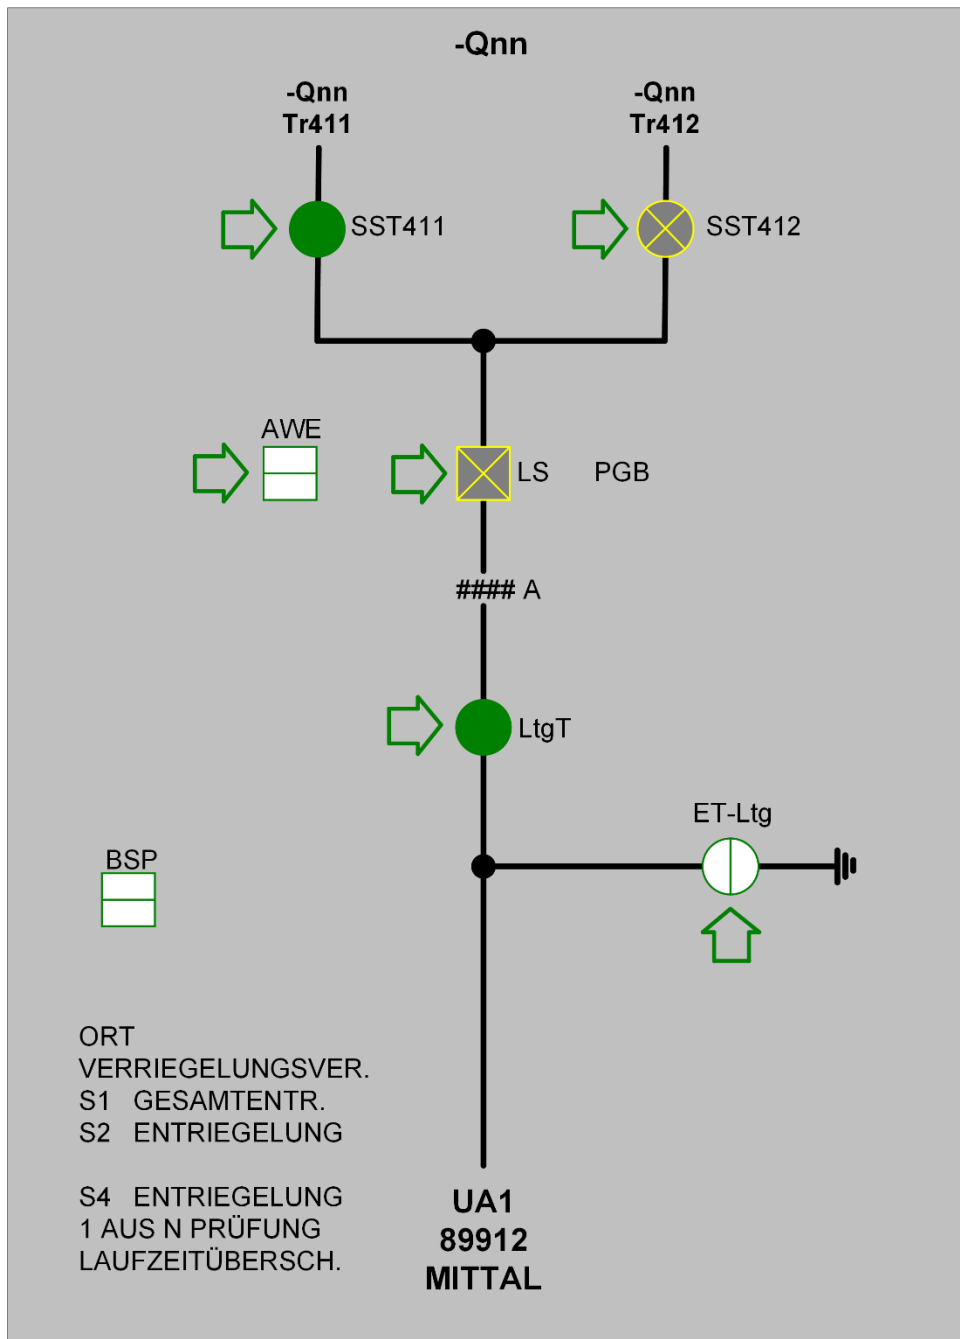 -Qnn
-Qnn
Tr411
-Qnn
Tr412
SST411
SST412
AWE
LS
PGB
#### A
LtgT
ET-Ltg
BSP
ORT
VERRIEGELUNGSVER.
S1 GESAMTENTR.
S2 ENTRIEGELUNG
S4 ENTRIEGELUNG
1 AUS N PRÜFUNG
LAUFZEITÜBERSCH.
UA1
89912
MITTAL